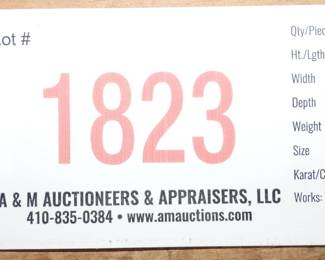 ot #
1823
A & M AUCTIONEERS & APPRAISERS, LLC
410-835-0384 • www.amauctions.com
Qty/Piec
Ht./Lgth
Width
Depth
Weight
Size
Karat/C
Works: